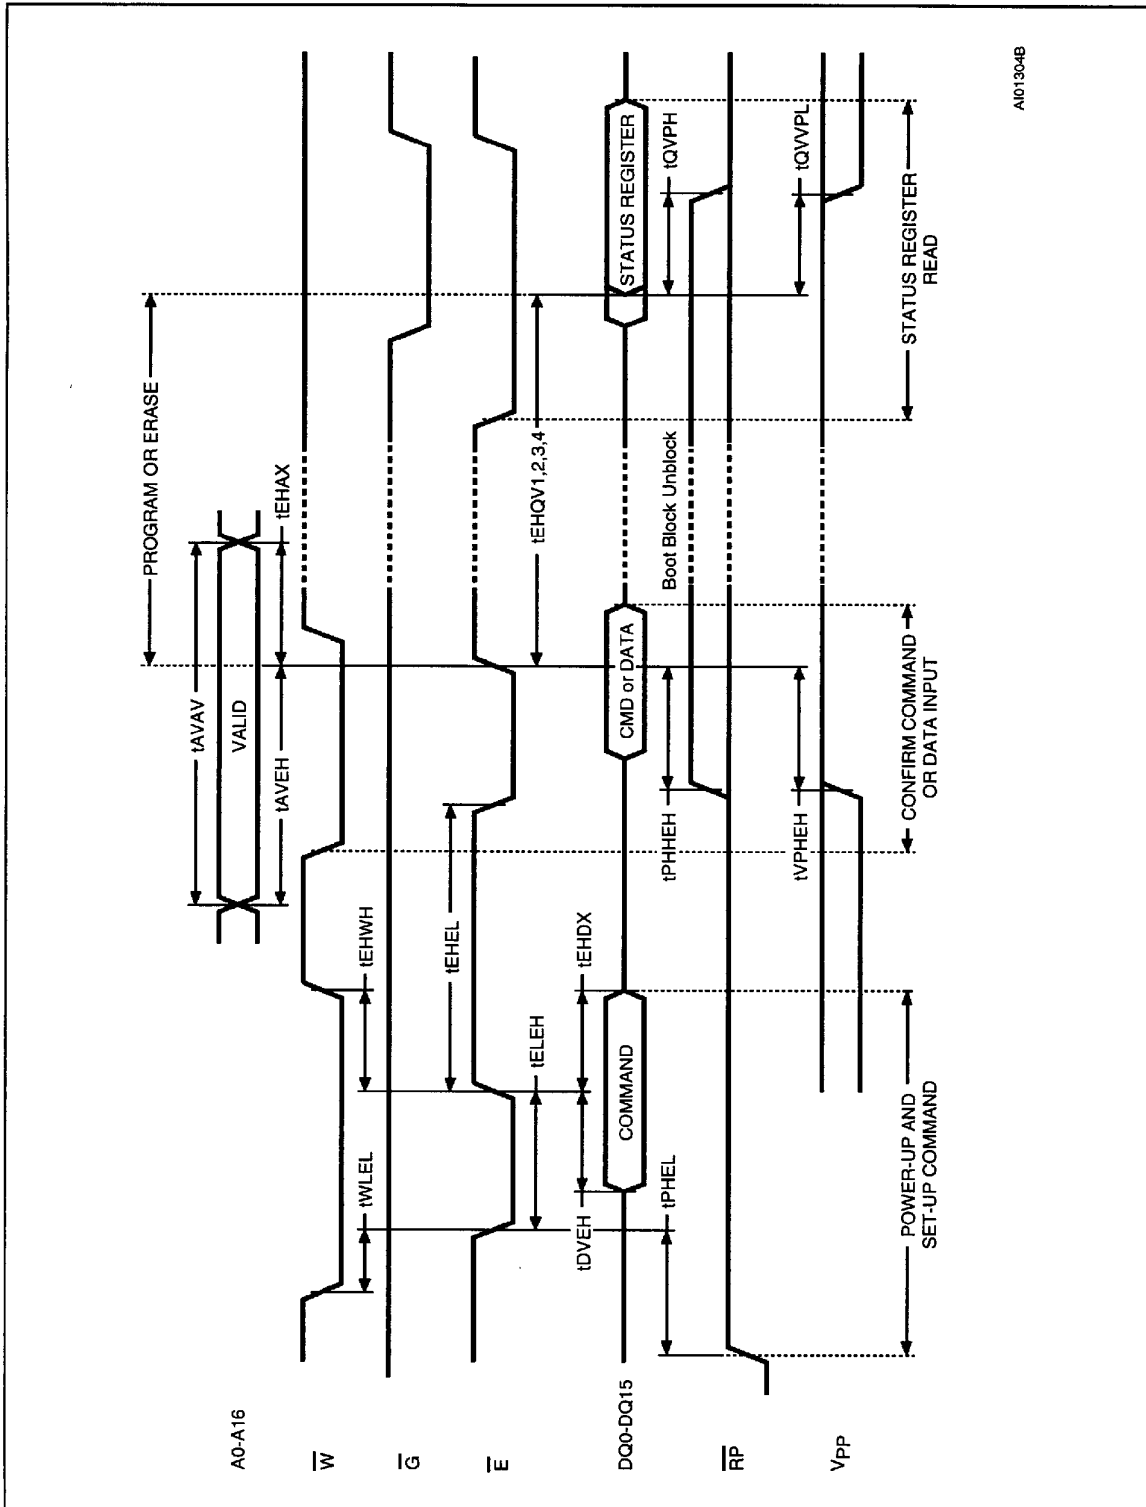 PROGRAM OR ERASE
tAVAV
A0-A16
VALID
tAVEH
tEHAX
W
tWLEL
tEHWH
G
tEHEL
E
tELEH
tEHQV1,2,3,4
tDVEH
tEHDX
DQ0-DQ15
COMMAND
CMD or DATA
STATUS REGISTER
tPHEL
tPHHEH
Boot Block Unblock
tQVPH
RP
tVPHEH
tQVVPL
VPP
POWER-UP AND
SET-UP COMMAND
CONFIRM COMMAND
OR DATA INPUT
STATUS REGISTER
READ
AI01304B